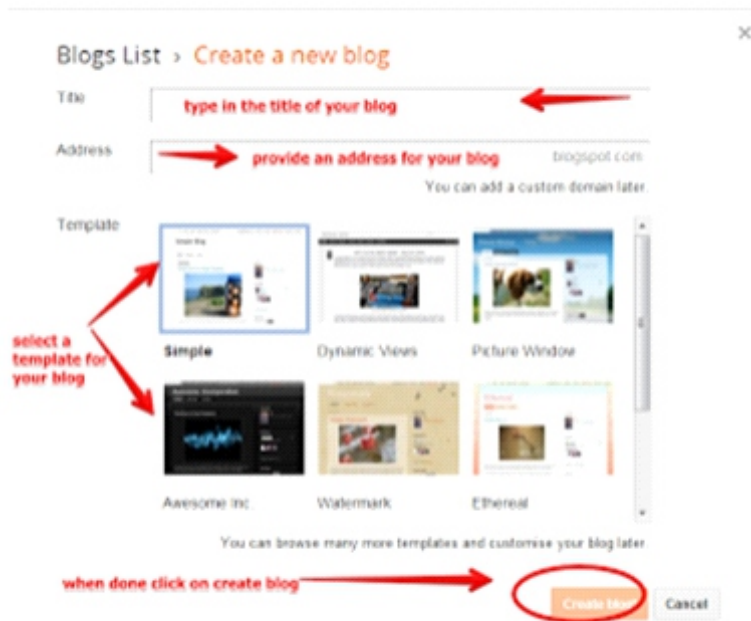 Blogs List › Create a new blog
Title
type in the title of your blog
Address
provide an address for your blog
blogspot.com
You can add a custom domain later.
Template
select a
template for
your blog
Simple
Dynamic Views
Picture Window
Awesome Inc.
Watermark
Ethereal
You can browse many more templates and customise your blog later.
when done click on create blog
Create blog!
Cancel